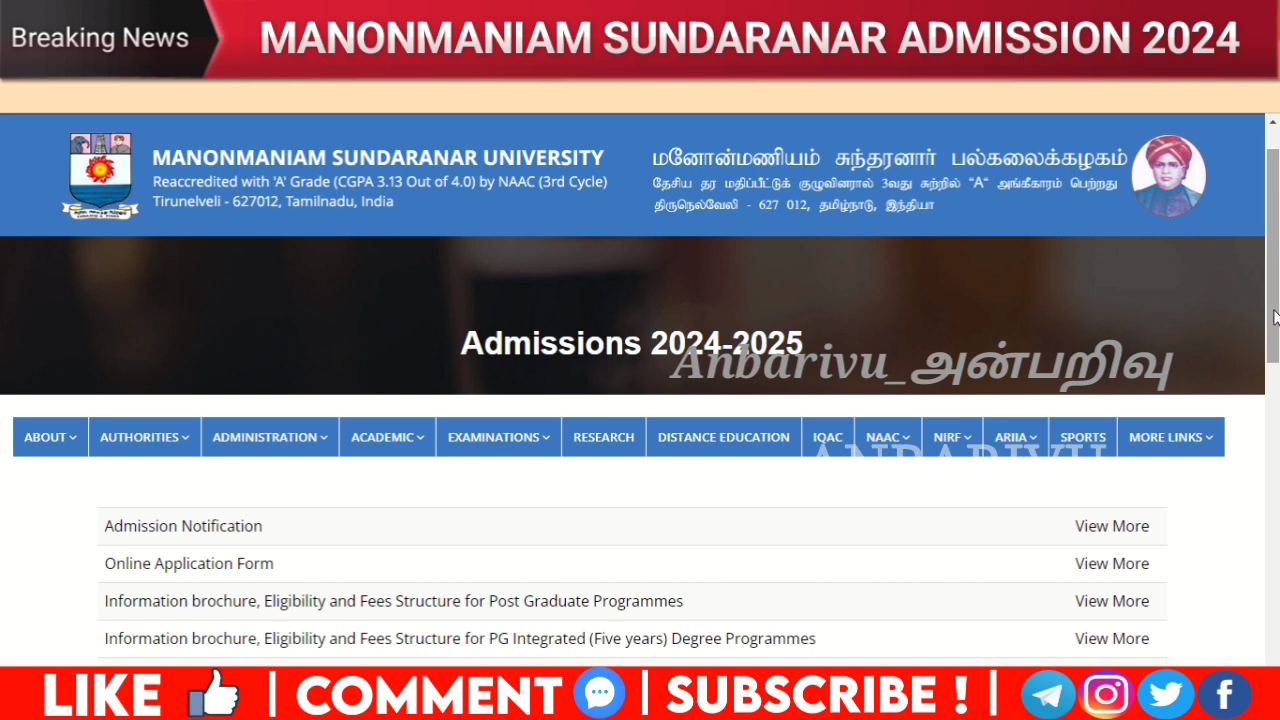 Breaking News
MANONMANIAM SUNDARANAR ADMISSION 2024
MANONMANIAM SUNDARANAR UNIVERSITY
Reaccredited with 'A' Grade (CGPA 3.13 Out of 4.0) by NAAC (3rd Cycle)
Tirunelveli - 627012, Tamilnadu, India
மனோன்மணியம் சுந்தரனார் பல்கலைக்கழகம்
தேசிய தர மதிப்பீட்டுக் குழுவினரால் 3வது சுற்றில் "A" அங்கீகாரம் பெற்றது
திருநெல்வேலி - 627 012, தமிழ்நாடு, இந்தியா
Admissions 2024-2025
Anbarivu_அன்பறிவு
ABOUT AUTHORITIES ADMINISTRATION ACADEMIC EXAMINATIONS RESEARCH DISTANCE EDUCATION IQAC NAAC NIRF ARIIA SPORTS MORE LINKS
ANBARIVU
Admission Notification View More
Online Application Form View More
Information brochure, Eligibility and Fees Structure for Post Graduate Programmes View More
Information brochure, Eligibility and Fees Structure for PG Integrated (Five years) Degree Programmes View More
LIKE | COMMENT | SUBSCRIBE ! |